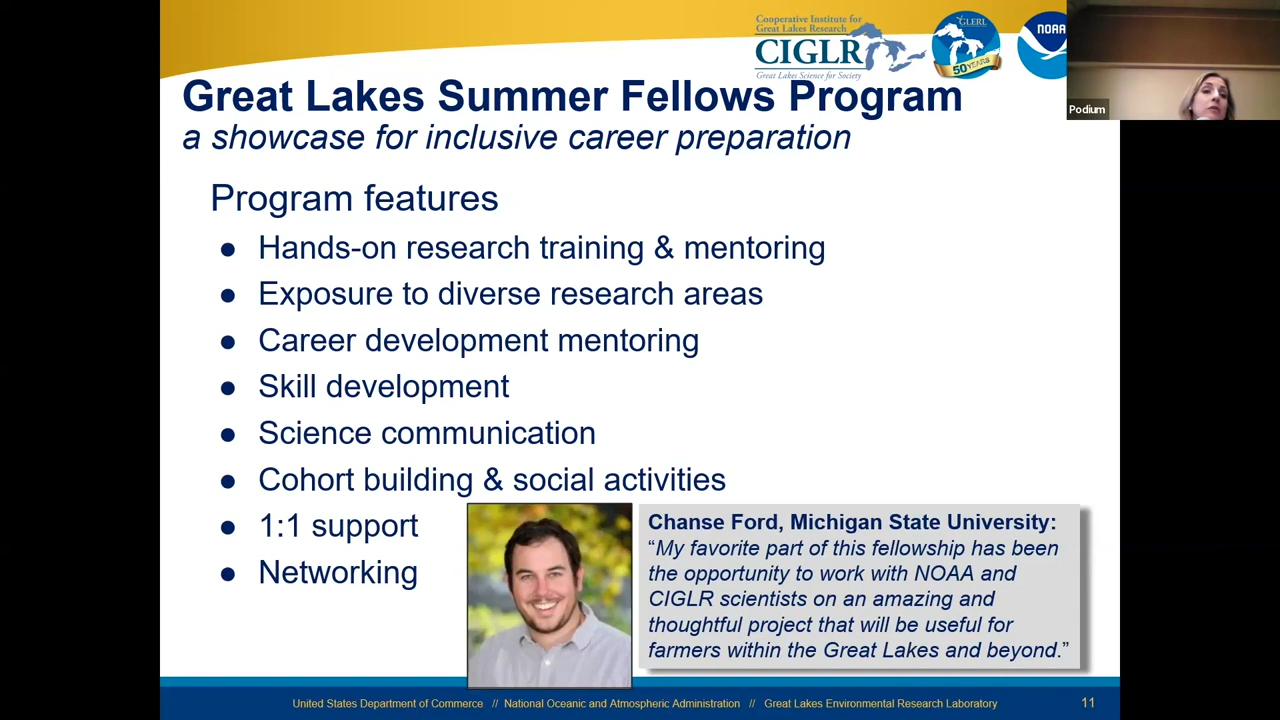 Cooperative Institute for
Great Lakes Research
CIGLR
Great Lakes Science for Society
GLERL
50 YEARS
NOAA
Podium
Great Lakes Summer Fellows Program
a showcase for inclusive career preparation
Program features
● Hands-on research training & mentoring
● Exposure to diverse research areas
● Career development mentoring
● Skill development
● Science communication
● Cohort building & social activities
● 1:1 support
● Networking
Chanse Ford, Michigan State University:
“My favorite part of this fellowship has been
the opportunity to work with NOAA and
CIGLR scientists on an amazing and
thoughtful project that will be useful for
farmers within the Great Lakes and beyond.”
United States Department of Commerce // National Oceanic and Atmospheric Administration // Great Lakes Environmental Research Laboratory
11